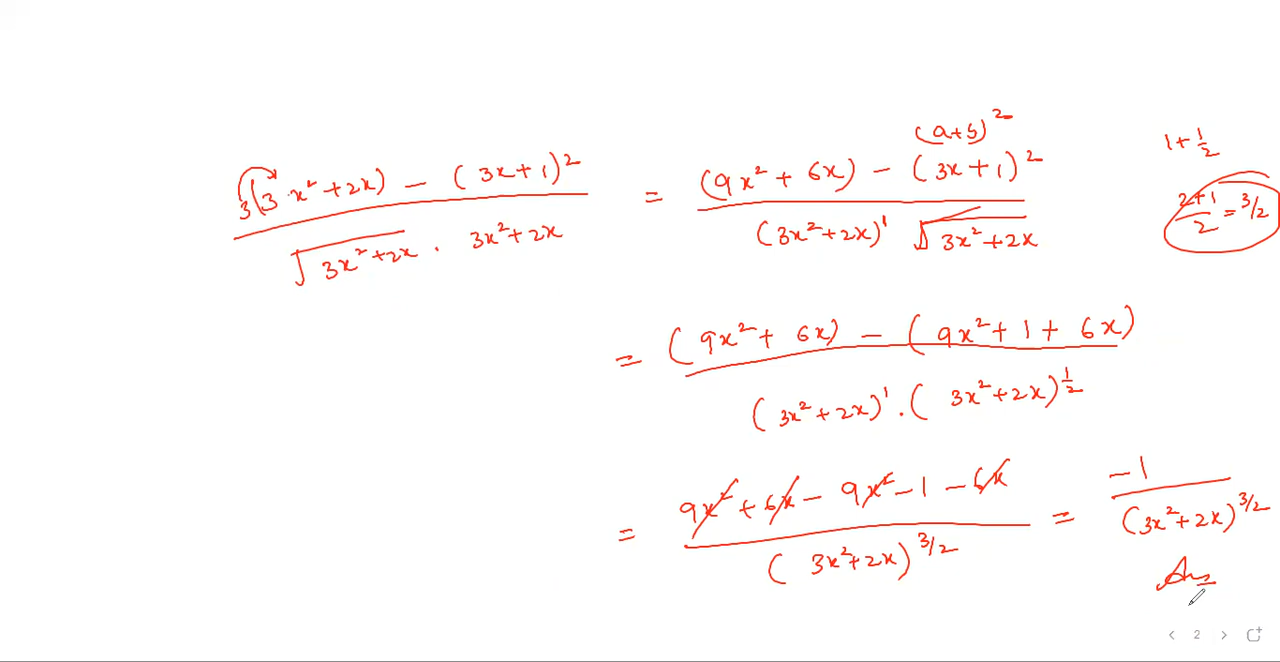 (a+b)²
1 + 1/2
(3(3x² + 2x) - (3x+1)²) / (√(3x²+2x) · 3x²+2x) = ((9x² + 6x) - (3x+1)²) / ((3x²+2x)¹ √(3x²+2x))
(2+1)/2 = 3/2
= ((9x² + 6x) - (9x² + 1 + 6x)) / ((3x²+2x)¹ · (3x²+2x)^(1/2))
= (9x² + 6x - 9x² - 1 - 6x) / (3x²+2x)^(3/2) = -1 / (3x²+2x)^(3/2)
Ans
2